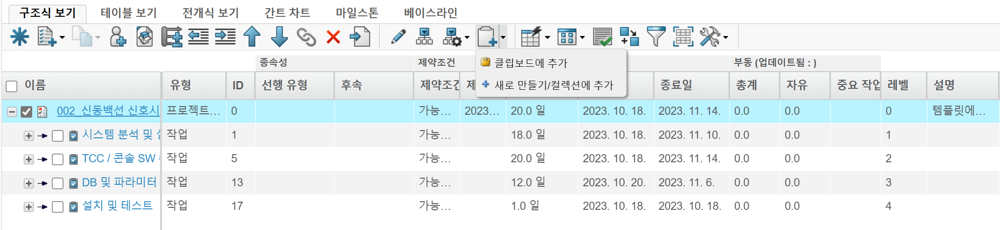 구조식 보기 테이블 보기 전개식 보기 간트 차트 마일스톤 베이스라인
종속성 제약조건 부동 (업데이트됨 : )
클립보드에 추가
이름 유형 ID 선행 유형 후속 제약조건 제 종료일 총계 자유 중요 작업 레벨 설명
새로 만들기/컬렉션에 추가
002_신동백선 신호시 프로젝트... 0 가능... 2023... 20.0 일 2023. 10. 18. 2023. 11. 14. 0.0 0.0 0 템플릿에...
시스템 분석 및 작업 1 가능... 18.0 일 2023. 10. 18. 2023. 11. 10. 0.0 0.0 1
TCC / 콘솔 SW 작업 5 가능... 20.0 일 2023. 10. 18. 2023. 11. 14. 0.0 0.0 2
DB 및 파라미터 작업 13 가능... 12.0 일 2023. 10. 20. 2023. 11. 6. 0.0 0.0 3
설치 및 테스트 작업 17 가능... 1.0 일 2023. 10. 18. 2023. 10. 18. 0.0 0.0 4